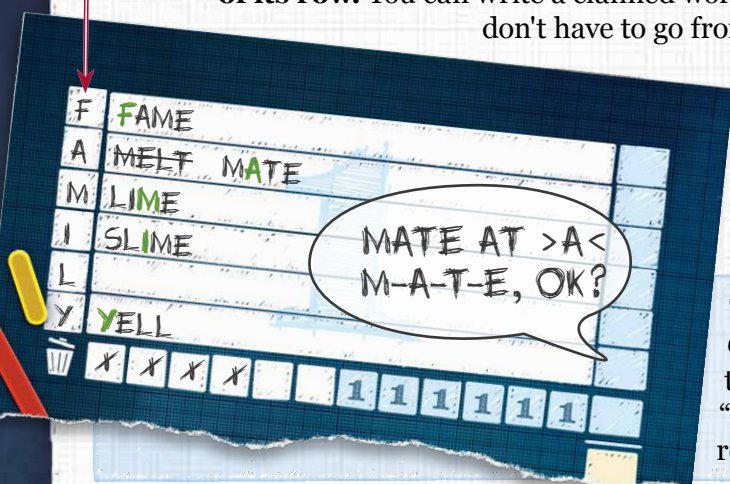 of its row. You can write a claimed wor
don't have to go from
F FAME
A MELT MATE
M LIME
I SLIME
L
Y YELL
MATE AT >A<
M-A-T-E, OK?
X X X X 1 1 1 1 1 1
“